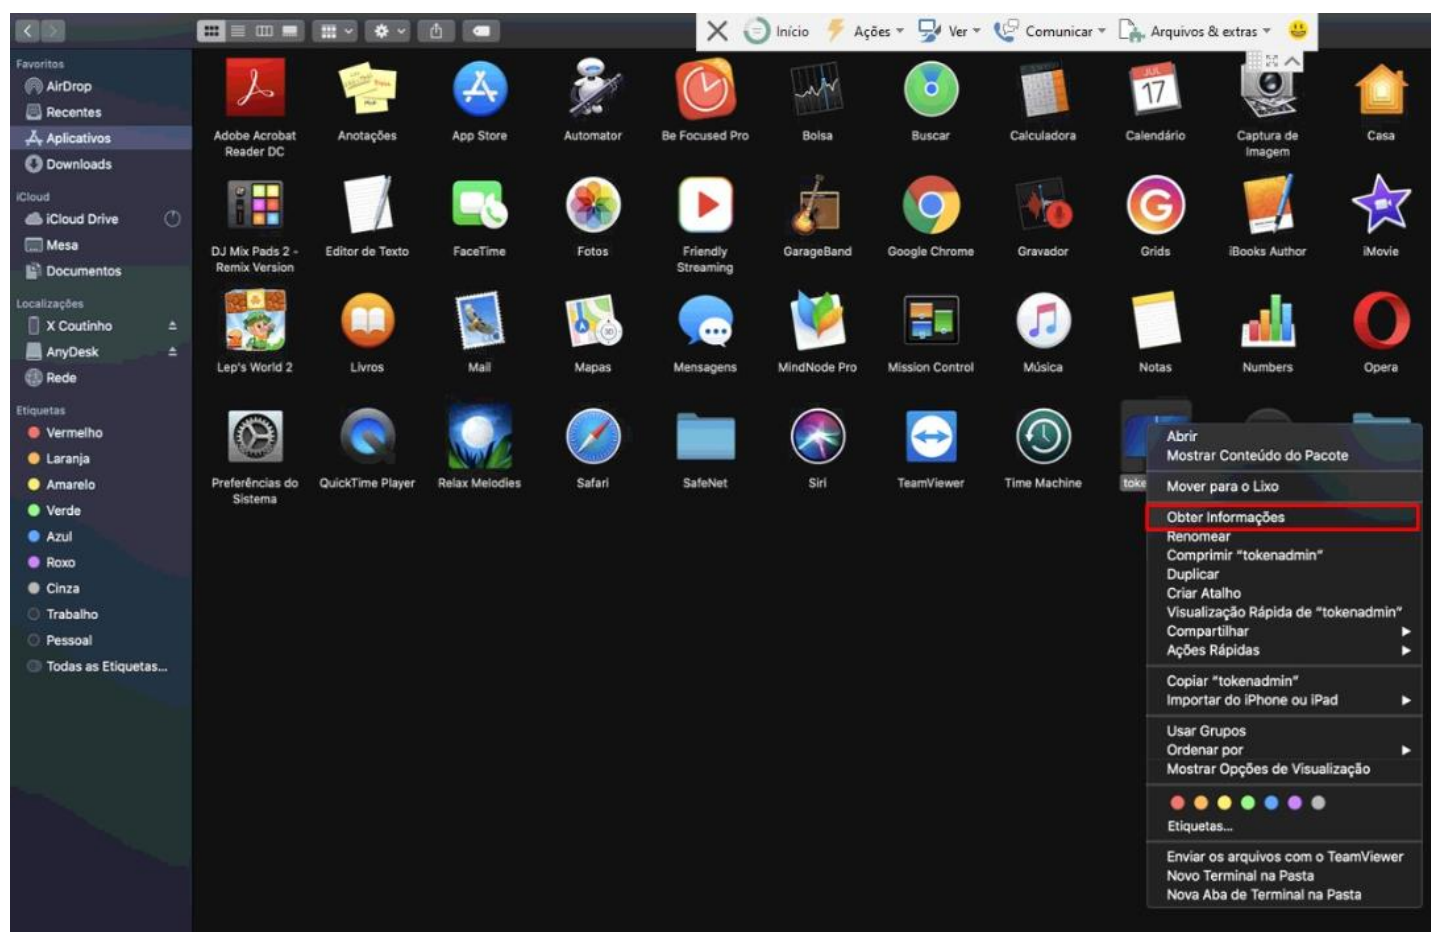 Início
Ações
Ver
Comunicar
Arquivos & extras
Favoritos
AirDrop
Recentes
Aplicativos
Downloads
iCloud
iCloud Drive
Mesa
Documentos
Localizações
X Coutinho
AnyDesk
Rede
Etiquetas
Vermelho
Laranja
Amarelo
Verde
Azul
Roxo
Cinza
Trabalho
Pessoal
Todas as Etiquetas...
JUL
17
3D
Adobe Acrobat
Reader DC
Anotações
App Store
Automator
Be Focused Pro
Bolsa
Buscar
Calculadora
Calendário
Captura de
Imagem
Casa
DJ Mix Pads 2 -
Remix Version
Editor de Texto
FaceTime
Fotos
Friendly
Streaming
GarageBand
Google Chrome
Gravador
Grids
iBooks Author
iMovie
Lep's World 2
Livros
Mail
Mapas
Mensagens
MindNode Pro
Mission Control
Música
Notas
Numbers
Opera
Preferências do
Sistema
QuickTime Player
Relax Melodies
Safari
SafeNet
Siri
TeamViewer
Time Machine
toke
Abrir
Mostrar Conteúdo do Pacote
Mover para o Lixo
Obter Informações
Renomear
Comprimir “tokenadmin”
Duplicar
Criar Atalho
Visualização Rápida de “tokenadmin”
Compartilhar
Ações Rápidas
Copiar “tokenadmin”
Importar do iPhone ou iPad
Usar Grupos
Ordenar por
Mostrar Opções de Visualização
Etiquetas...
Enviar os arquivos com o TeamViewer
Novo Terminal na Pasta
Nova Aba de Terminal na Pasta